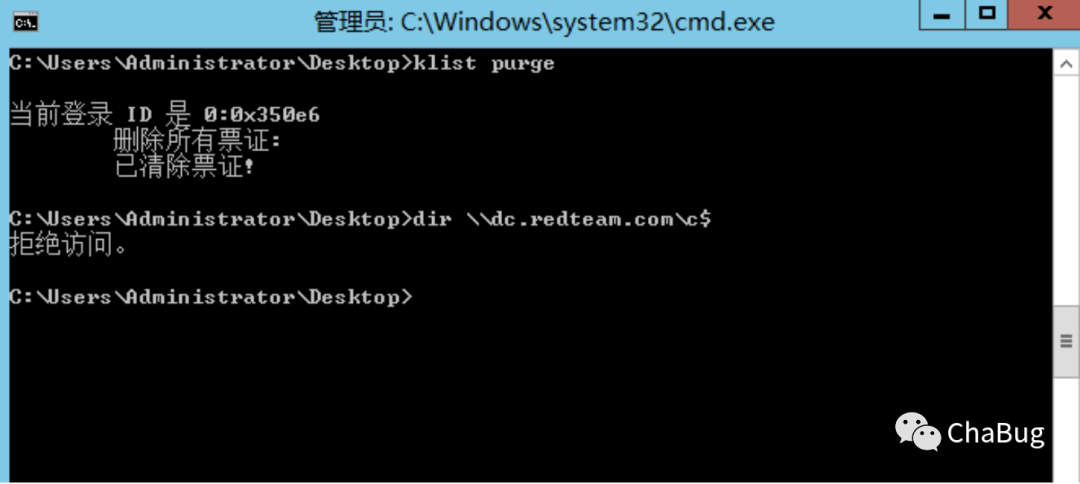 管理员: C:\Windows\system32\cmd.exe
C:\Users\Administrator\Desktop>klist purge
当前登录 ID 是 0:0x350e6
删除所有票证:
已清除票证!
C:\Users\Administrator\Desktop>dir \\dc.redteam.com\c$
拒绝访问。
C:\Users\Administrator\Desktop>
ChaBug